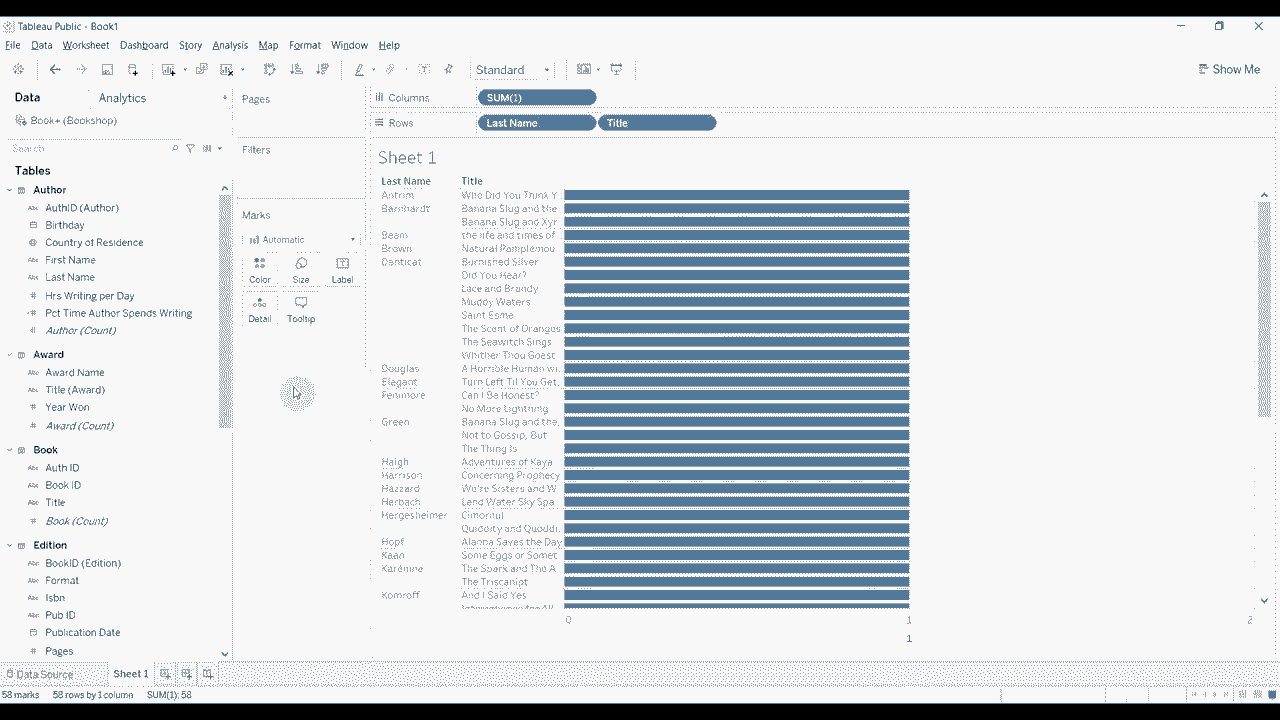 Tableau Public - Book1
File Data Worksheet Dashboard Story Analysis Map Format Window Help
Standard
Show Me
Data Analytics
Pages
Columns SUM(1)
Book+ (Bookshop)
Rows Last Name Title
Search
Filters
Sheet 1
Tables
Last Name Title
Author
Antrim Who Did You Think Y
AuthID (Author)
Barnhardt Banana Slug and the
Marks
Birthday
Banana Slug and Xyr
Automatic
Country of Residence
Beam the life and times of
First Name
Brown Natural Pamplemou
Last Name
Danticat Burnished Silver
Color Size Label
Did You Hear?
Hrs Writing per Day
Lace and Brandy
Pct Time Author Spends Writing
Muddy Waters
Detail Tooltip
Saint Esme
Author (Count)
The Scent of Oranges
The Seawitch Sings
Award
Whither Thou Goest
Award Name
Douglas A Horrible Human wi..
Title (Award)
Elegant Turn Left Til You Get..
Year Won
Fenimore Can I Be Honest?
No More Lightning
Award (Count)
Green Banana Slug and the..
Not to Gossip, But
Book
The Thing Is
Auth ID
Haigh Adventures of Kaya
Book ID
Harrison Concerning Prophecy
Title
Hazzard We're Sisters and W
Book (Count)
Herbach Land Water Sky Spa
Hergesheimer Cimornul
Edition
Quiddity and Quoddi..
BookID (Edition)
Hopf Alanna Saves the Day
Format
Kaan Some Eggs or Somet
Isbn
Karénine The Spark and The A
Pub ID
The Triscanipt
Publication Date
Komroff And I Said Yes
Pages
0 1 2
1
Data Source Sheet 1
58 marks 58 rows by 1 column SUM(1): 58